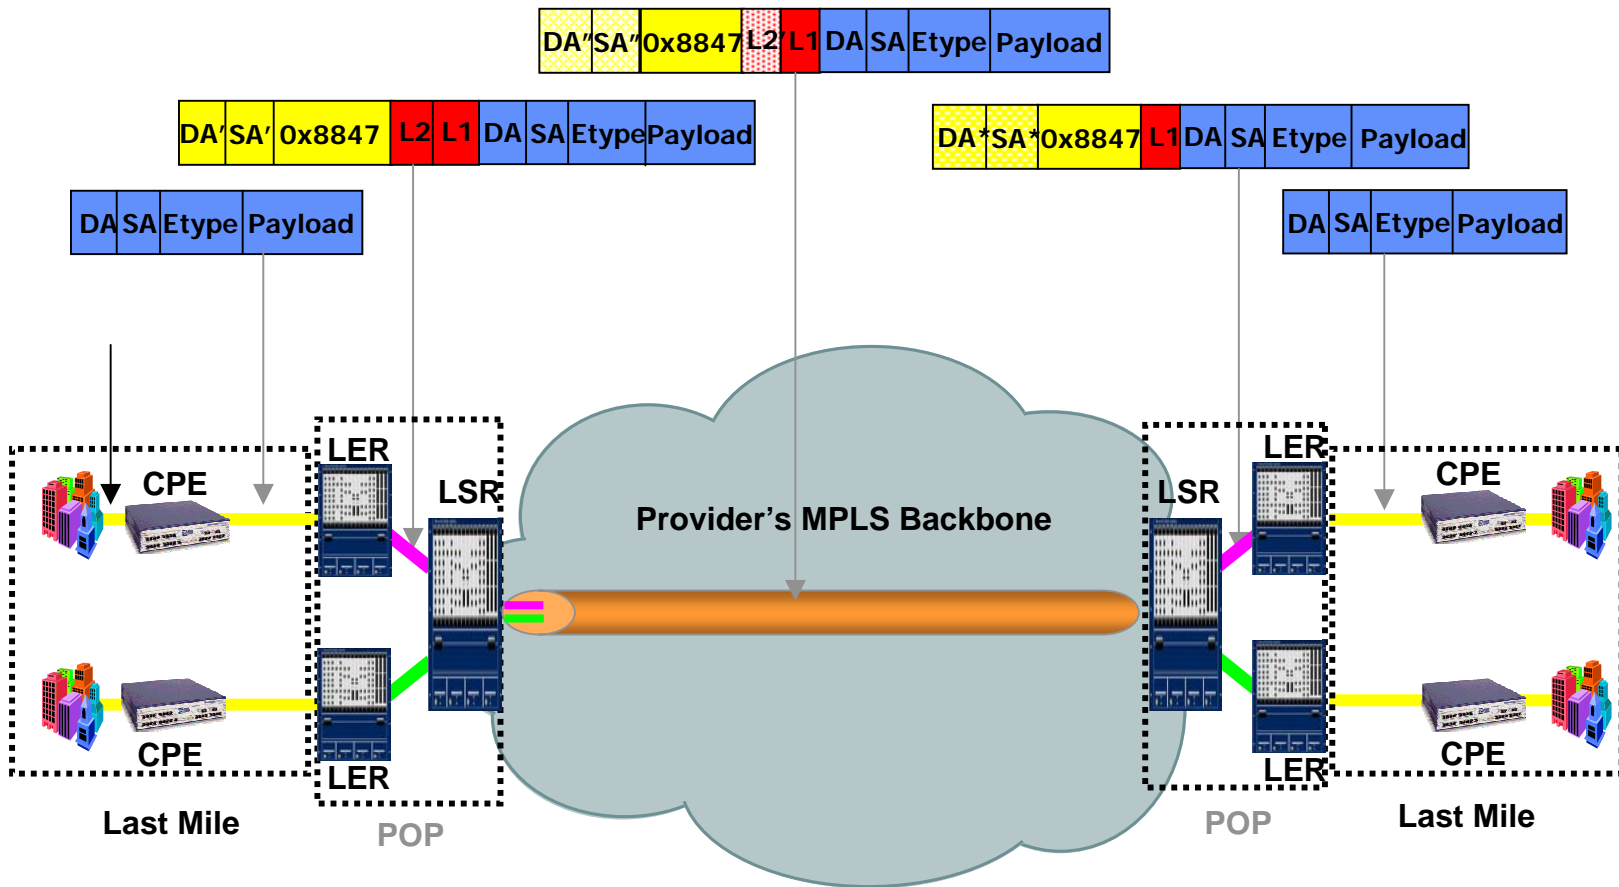 DA" SA" 0x8847 L2' L1 DA SA Etype Payload
DA' SA' 0x8847 L2 L1 DA SA Etype Payload
DA* SA* 0x8847 L1 DA SA Etype Payload
DA SA Etype Payload
DA SA Etype Payload
LER
LER
CPE
LSR
LSR
CPE
Provider's MPLS Backbone
CPE
LER
LER
CPE
Last Mile
POP
POP
Last Mile